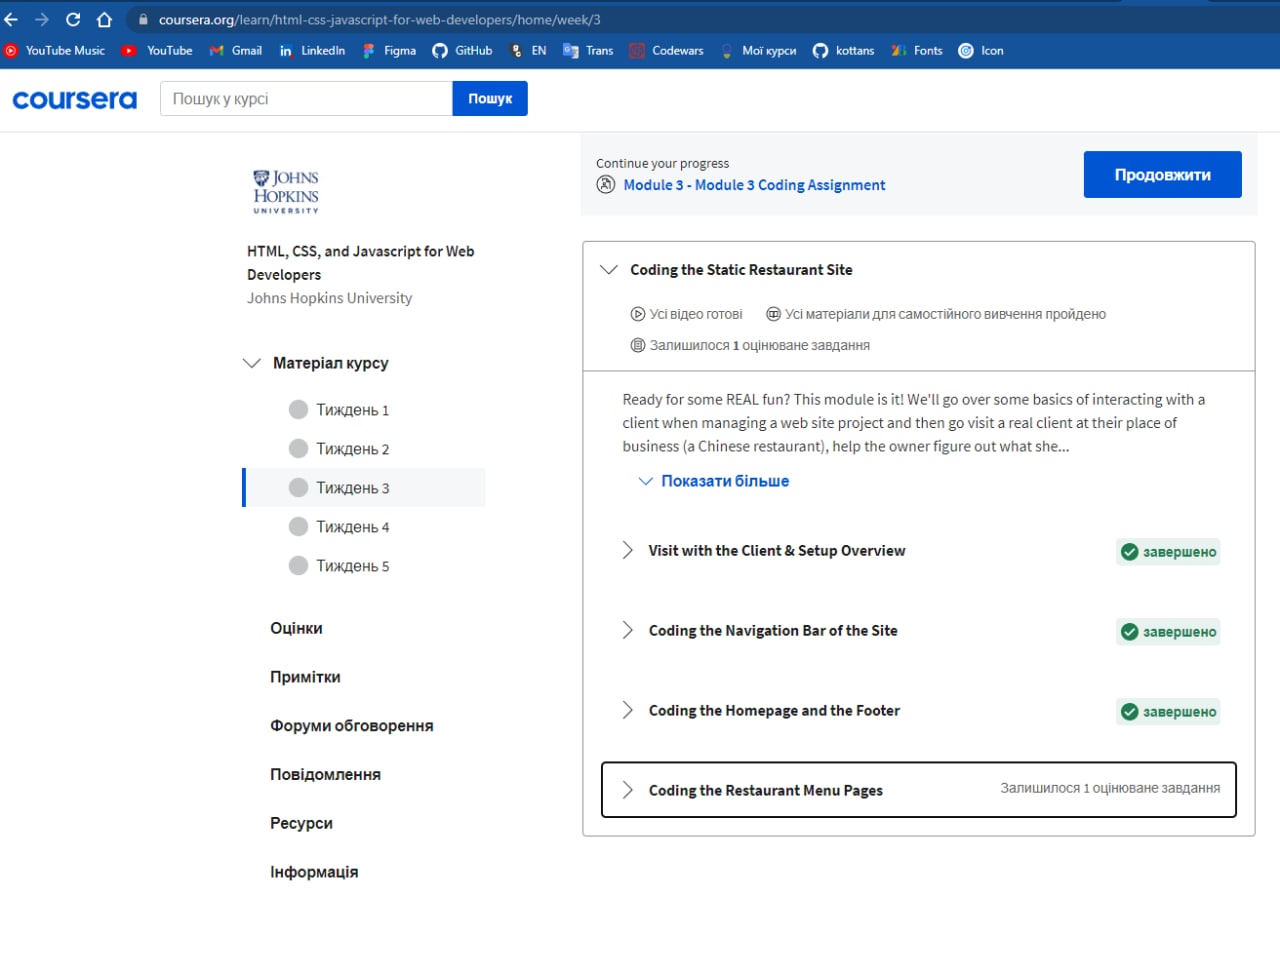 coursera.org/learn/html-css-javascript-for-web-developers/home/week/3
YouTube Music YouTube Gmail LinkedIn Figma GitHub EN Trans Codewars Мої курси kottans Fonts Icon
coursera Пошук у курсі Пошук
JOHNS
HOPKINS
UNIVERSITY
HTML, CSS, and Javascript for Web
Developers
Johns Hopkins University
Матеріал курсу
Тиждень 1
Тиждень 2
Тиждень 3
Тиждень 4
Тиждень 5
Оцінки
Примітки
Форуми обговорення
Повідомлення
Ресурси
Інформація
Continue your progress
Module 3 - Module 3 Coding Assignment
Продовжити
Coding the Static Restaurant Site
Усі відео готові Усі матеріали для самостійного вивчення пройдено
Залишилося 1 оцінюване завдання
Ready for some REAL fun? This module is it! We'll go over some basics of interacting with a
client when managing a web site project and then go visit a real client at their place of
business (a Chinese restaurant), help the owner figure out what she...
Показати більше
Visit with the Client & Setup Overview завершено
Coding the Navigation Bar of the Site завершено
Coding the Homepage and the Footer завершено
Coding the Restaurant Menu Pages Залишилося 1 оцінюване завдання